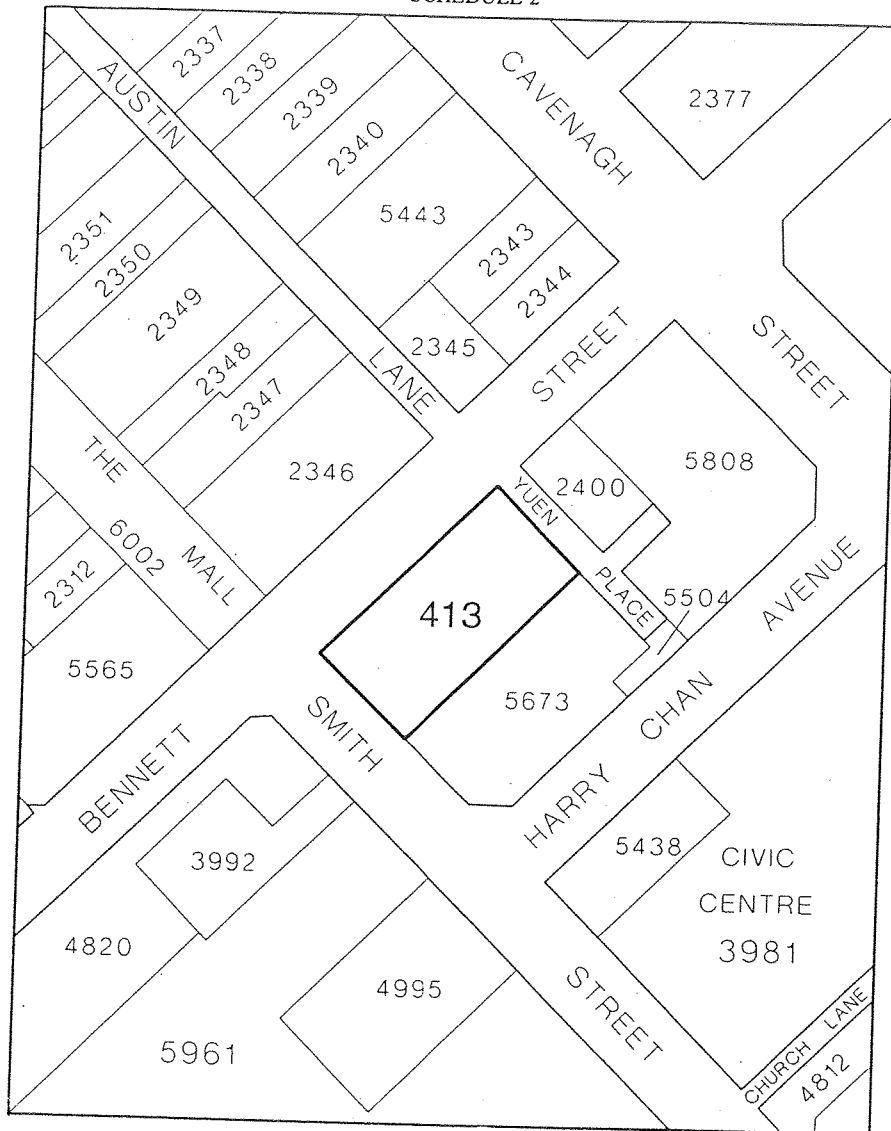 SCHEDULE 2
2337
2338
2339
2340
5443
2343
2344
2345
CAVENAGH
STREET
2377
AUSTIN
LANE
2351
2350
2349
2348
2347
2346
THE
MALL
6002
2312
5565
BENNETT
STREET
YUEN
PLACE
2400
5808
5504
413
5673
SMITH
STREET
HARRY CHAN AVENUE
3992
4820
4995
5961
5438
CIVIC
CENTRE
3981
CHURCH LANE
4812